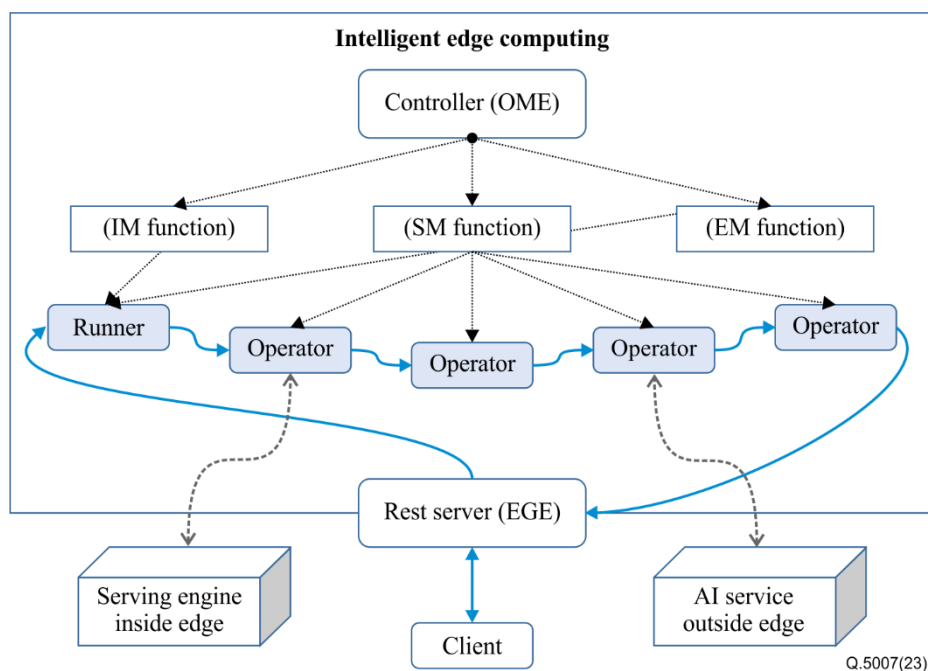 Intelligent edge computing
Controller (OME)
(IM function)
(SM function)
(EM function)
Runner
Operator
Operator
Operator
Operator
Rest server (EGE)
Serving engine
inside edge
AI service
outside edge
Client
Q.5007(23)